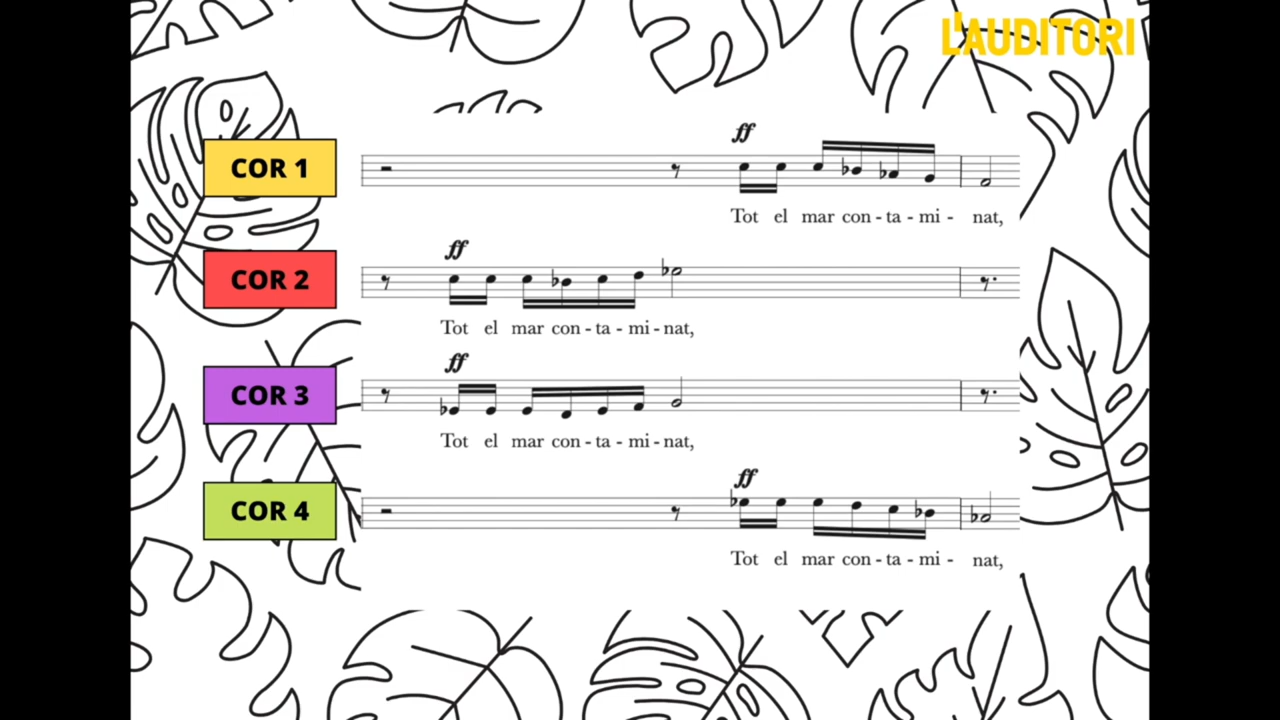 L'AUDITORI
ff
COR 1
Tot el mar con - ta - mi - nat,
ff
COR 2
Tot el mar con - ta - mi - nat,
ff
COR 3
Tot el mar con - ta - mi - nat,
ff
COR 4
Tot el mar con - ta - mi - nat,